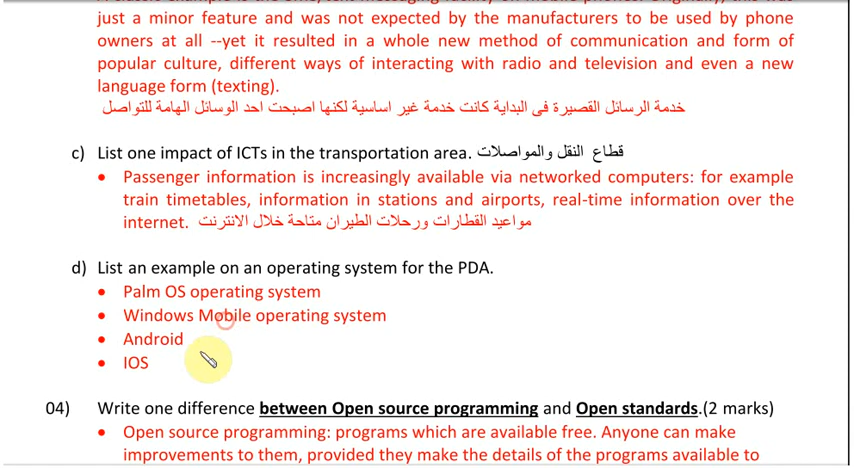 just a minor feature and was not expected by the manufacturers to be used by phone
owners at all --yet it resulted in a whole new method of communication and form of
popular culture, different ways of interacting with radio and television and even a new
language form (texting).
خدمة الرسائل القصيرة فى البداية كانت خدمة غير اساسية لكنها اصبحت احد الوسائل الهامة للتواصل
c) List one impact of ICTs in the transportation area. قطاع النقل والمواصلات
• Passenger information is increasingly available via networked computers: for example
train timetables, information in stations and airports, real-time information over the
internet. مواعيد القطارات ورحلات الطيران متاحة خلال الانترنت
d) List an example on an operating system for the PDA.
• Palm OS operating system
• Windows Mobile operating system
• Android
• IOS
04) Write one difference between Open source programming and Open standards.(2 marks)
• Open source programming: programs which are available free. Anyone can make
improvements to them, provided they make the details of the programs available to